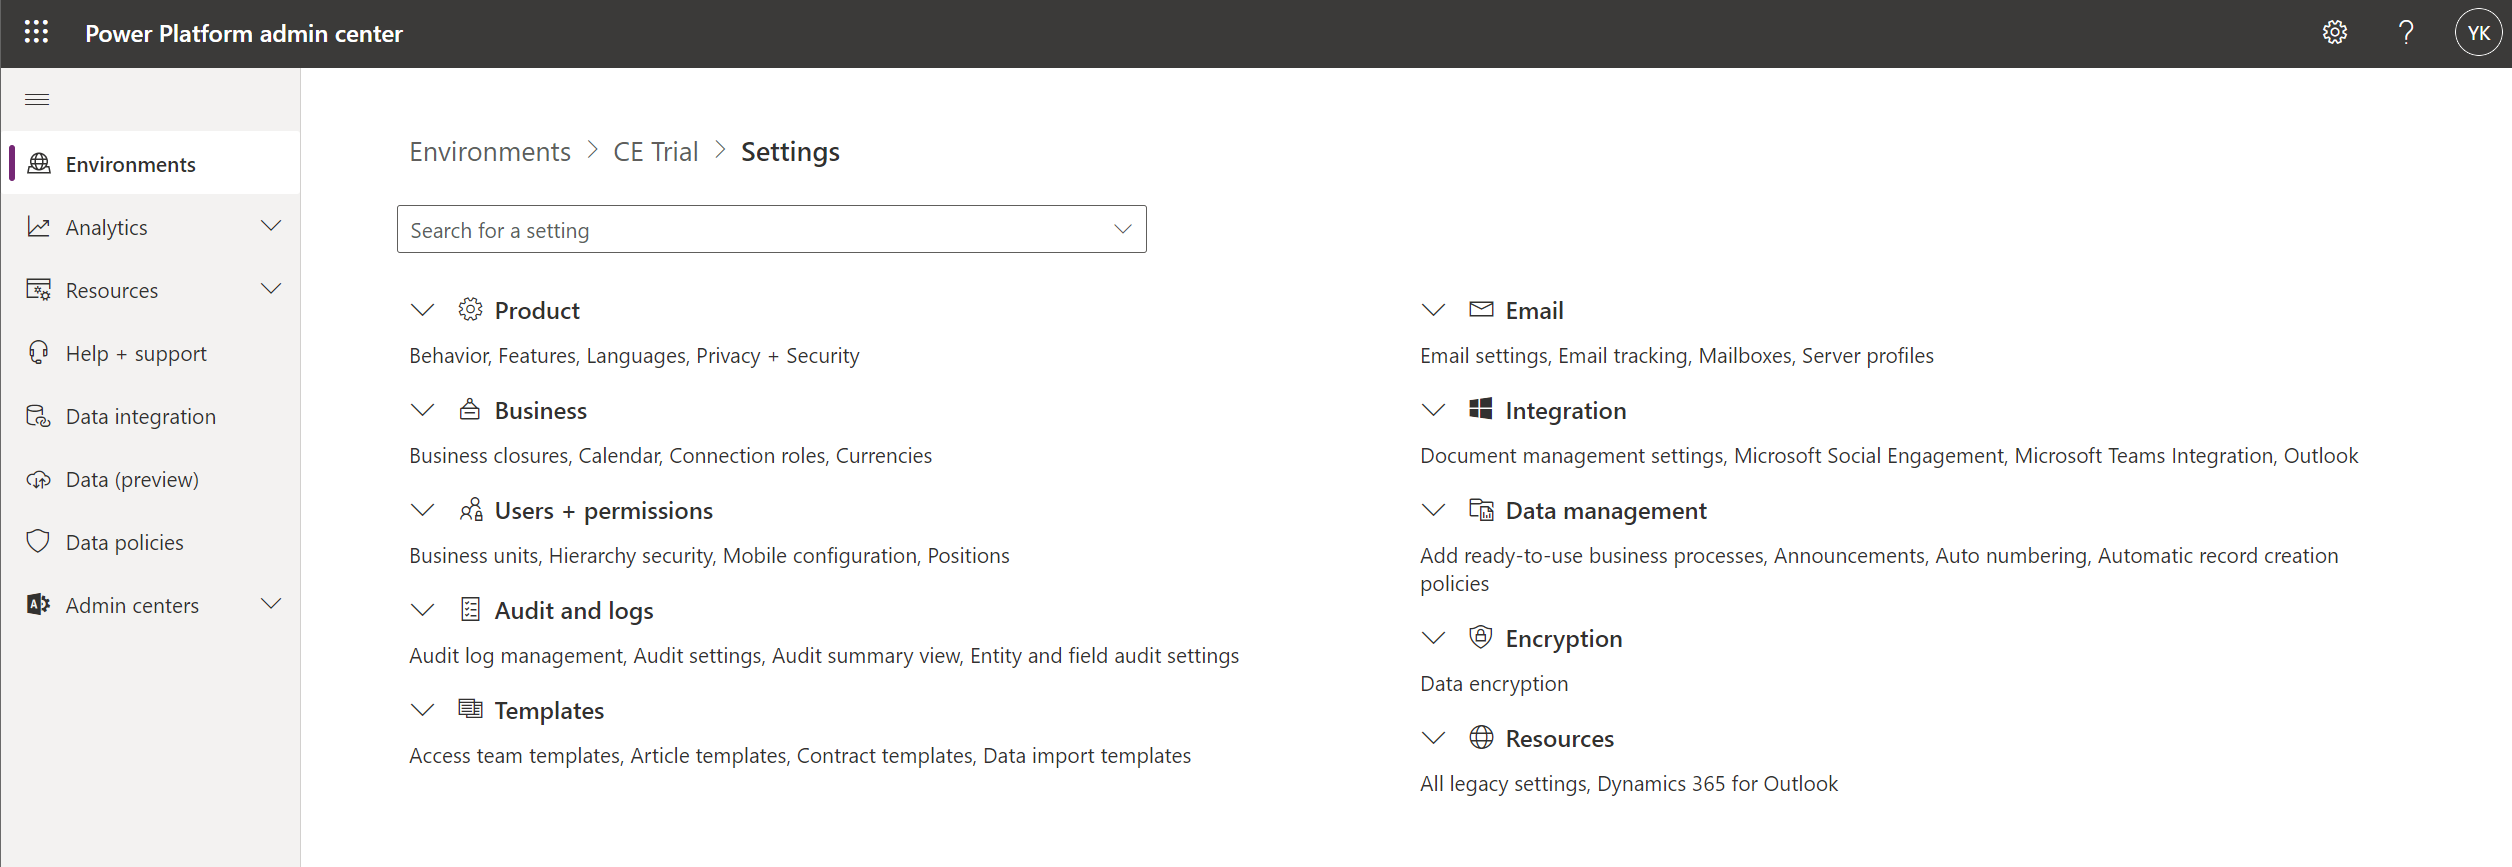 Power Platform admin center
YK
Environments
Analytics
Resources
Help + support
Data integration
Data (preview)
Data policies
Admin centers
Environments > CE Trial > Settings
Search for a setting
Product
Behavior, Features, Languages, Privacy + Security
Business
Business closures, Calendar, Connection roles, Currencies
Users + permissions
Business units, Hierarchy security, Mobile configuration, Positions
Audit and logs
Audit log management, Audit settings, Audit summary view, Entity and field audit settings
Templates
Access team templates, Article templates, Contract templates, Data import templates
Email
Email settings, Email tracking, Mailboxes, Server profiles
Integration
Document management settings, Microsoft Social Engagement, Microsoft Teams Integration, Outlook
Data management
Add ready-to-use business processes, Announcements, Auto numbering, Automatic record creation
policies
Encryption
Data encryption
Resources
All legacy settings, Dynamics 365 for Outlook